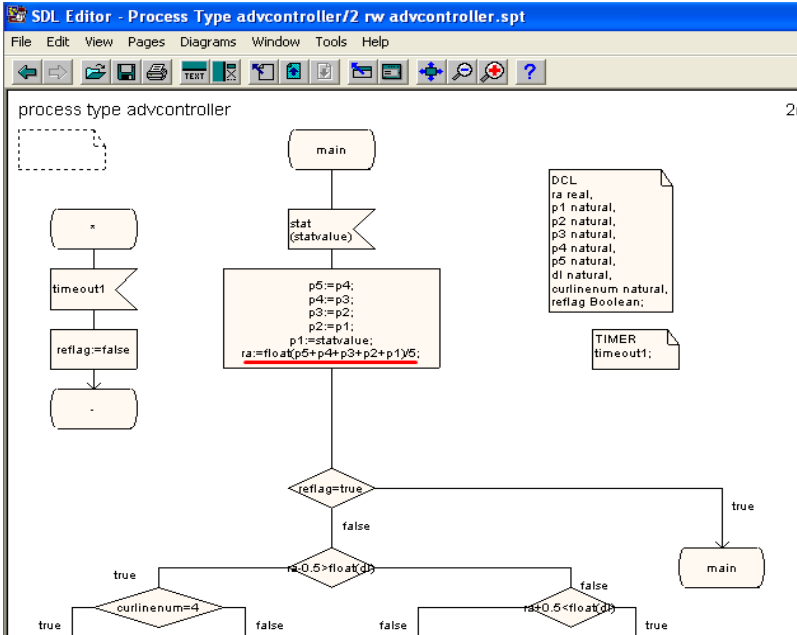 SDL Editor - Process Type advcontroller/2 rw advcontroller.spt
File Edit View Pages Diagrams Window Tools Help
TEXT
?
process type advcontroller
2
main
*
stat
(statvalue)
DCL
ra real,
p1 natural,
p2 natural,
p3 natural,
p4 natural,
p5 natural,
dl natural,
curlinenum natural,
reflag Boolean;
timeout1
p5:=p4;
p4:=p3;
p3:=p2;
p2:=p1;
p1:=statvalue;
ra:=float(p5+p4+p3+p2+p1)/5;
TIMER
timeout1;
reflag:=false
-
reflag=true
true
false
main
ra-0.5>float(dl)
true
false
curlinenum=4
ra+0.5<float(dl)
true
false
false
true